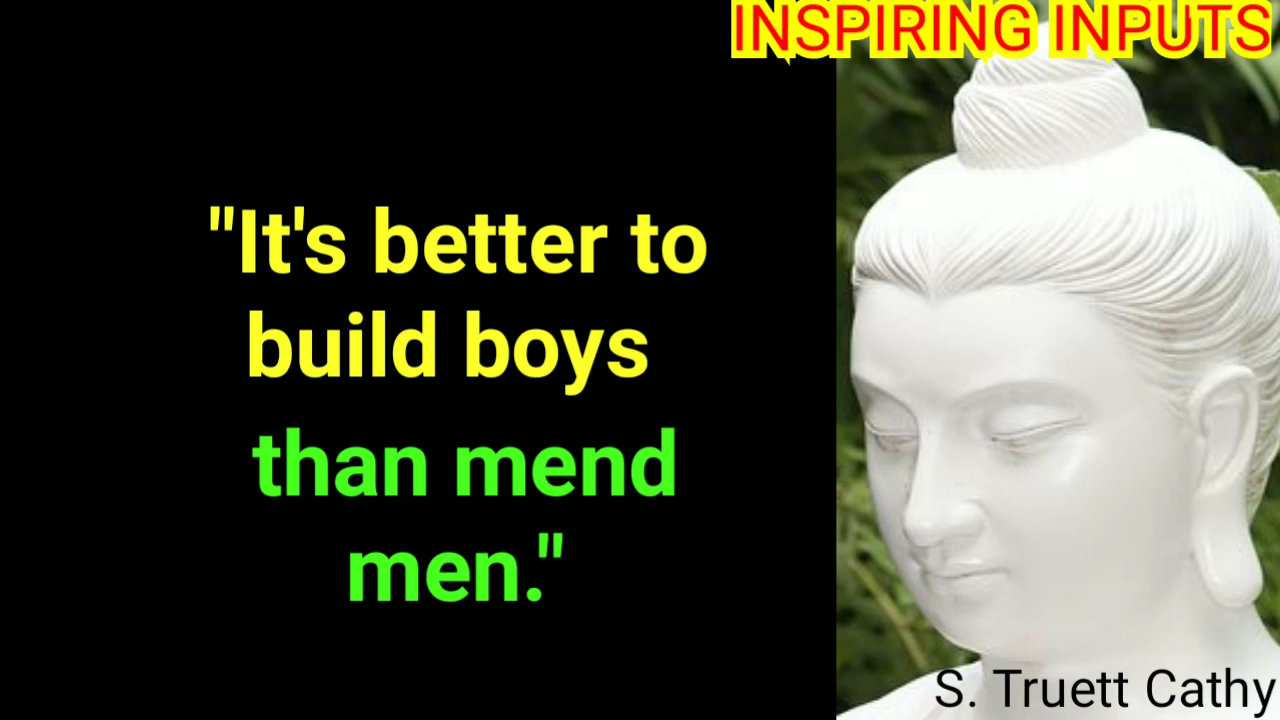 INSPIRING INPUTS
"It's better to
build boys
than mend
men."
S. Truett Cathy